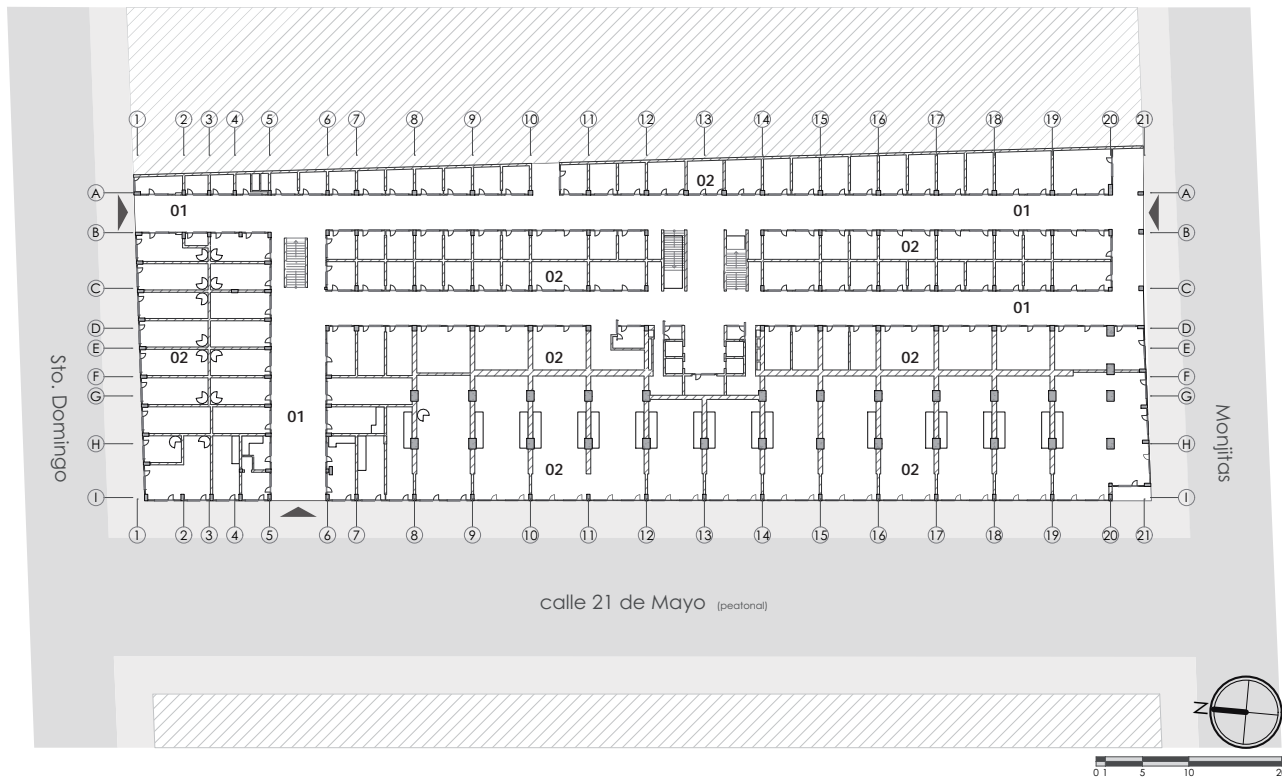 1 2 3 4 5 6 7 8 9 10 11 12 13 14 15 16 17 18 19 20 21
02
A 01 01 A
B B
02
02
C C
01
D D
E 02 02 02 E
F F
G G
01
H H
02 02
I I
1 2 3 4 5 6 7 8 9 10 11 12 13 14 15 16 17 18 19 20 21
Sto. Domingo
Monjitas
calle 21 de Mayo (peatonal)
N
0 1 5 10 2